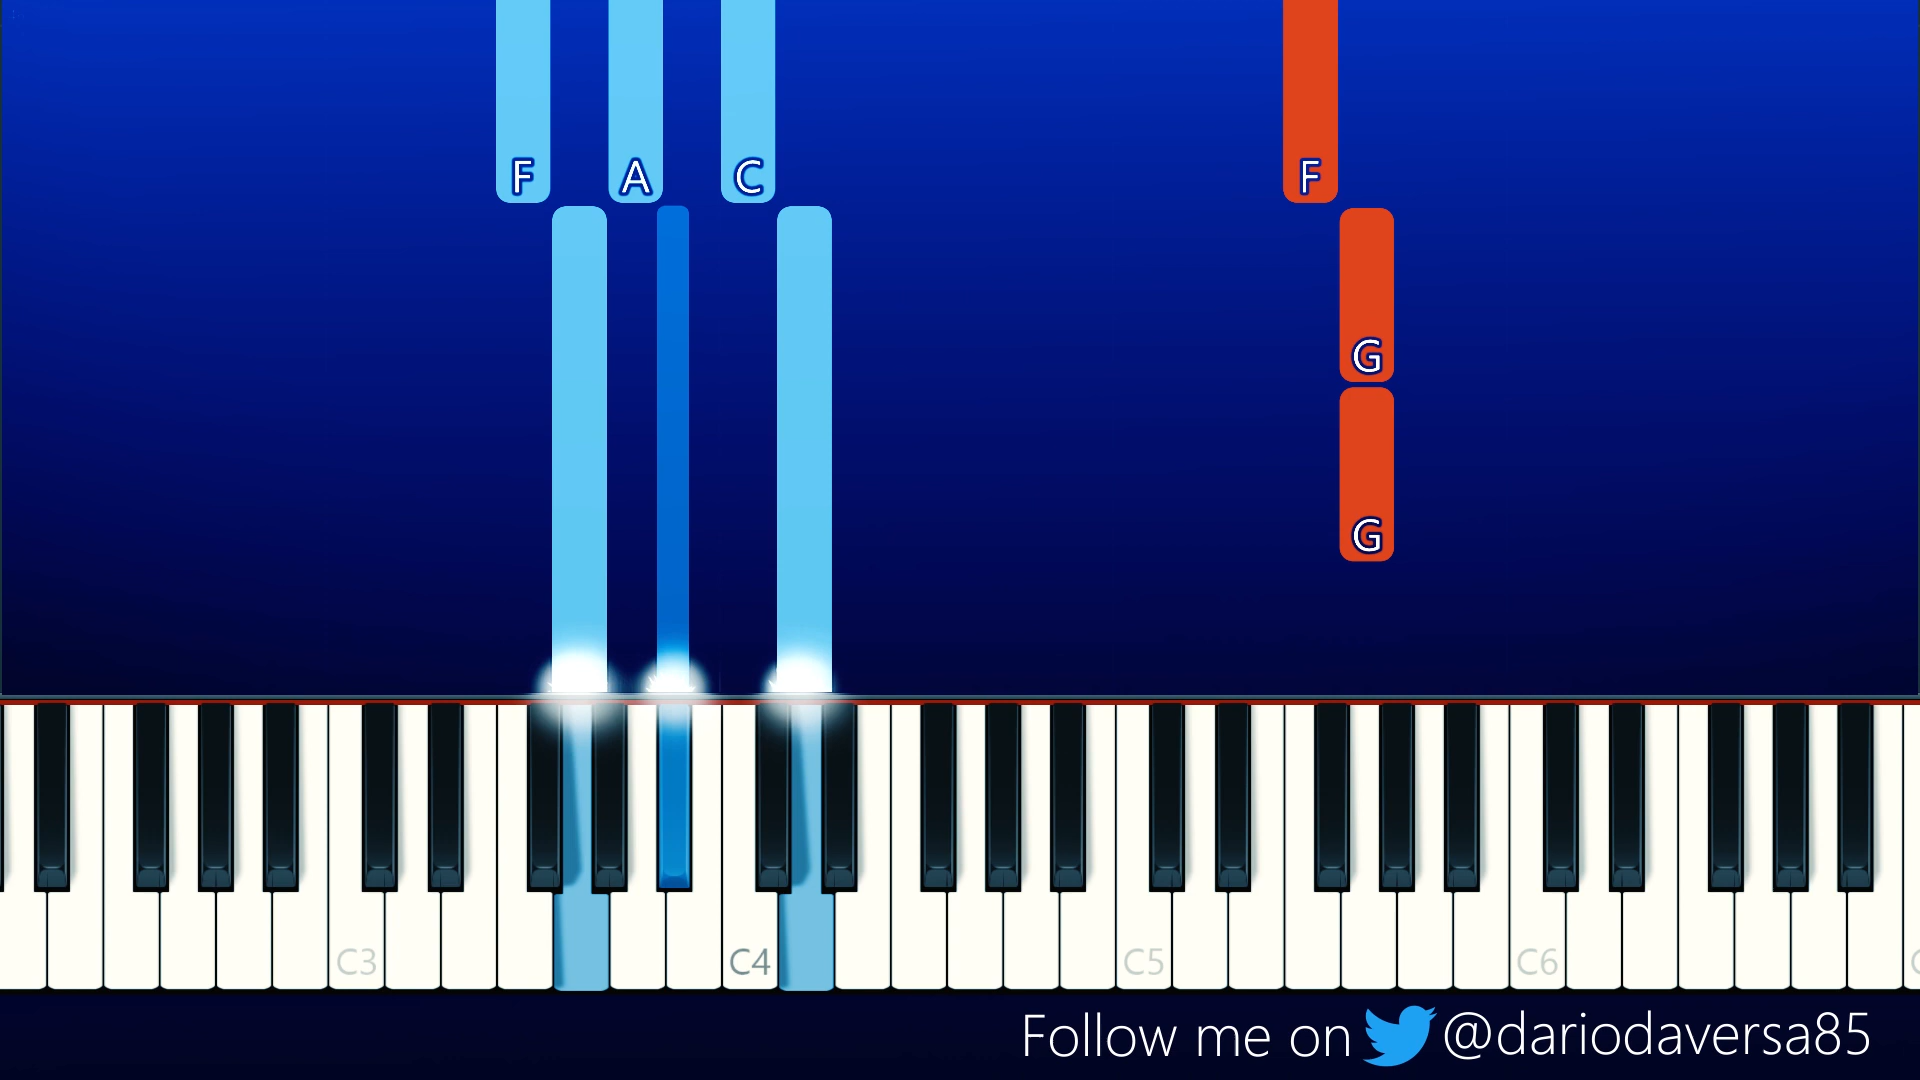 F A C F
G
G
C3 C4 C5 C6 C
Follow me on @dariodaversa85